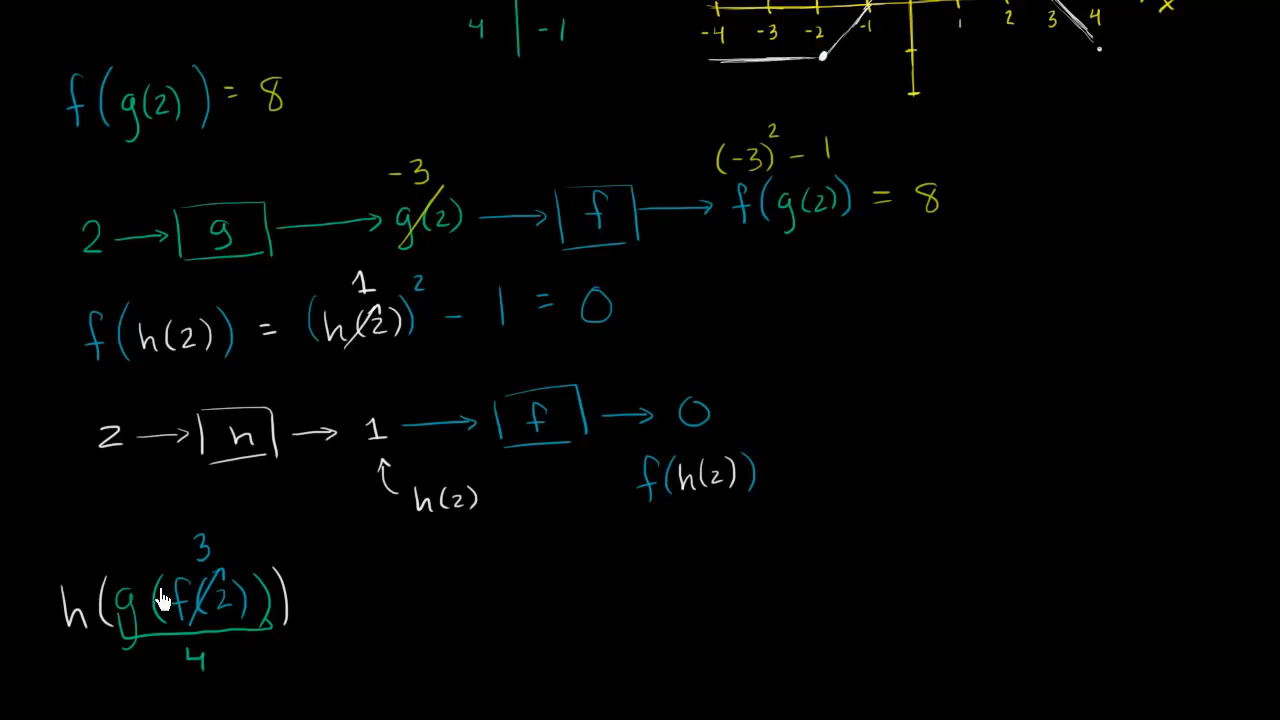 4 | -1
-4 -3 -2 -1 1 2 3 4 x
f(g(2)) = 8
-3
(-3)² - 1
2 → g → g(2) → f → f(g(2)) = 8
1
f(h(2)) = (h(2))² - 1 = 0
2 → h → 1 → f → 0
h(2)
f(h(2))
3
h(g(f(2)))
4